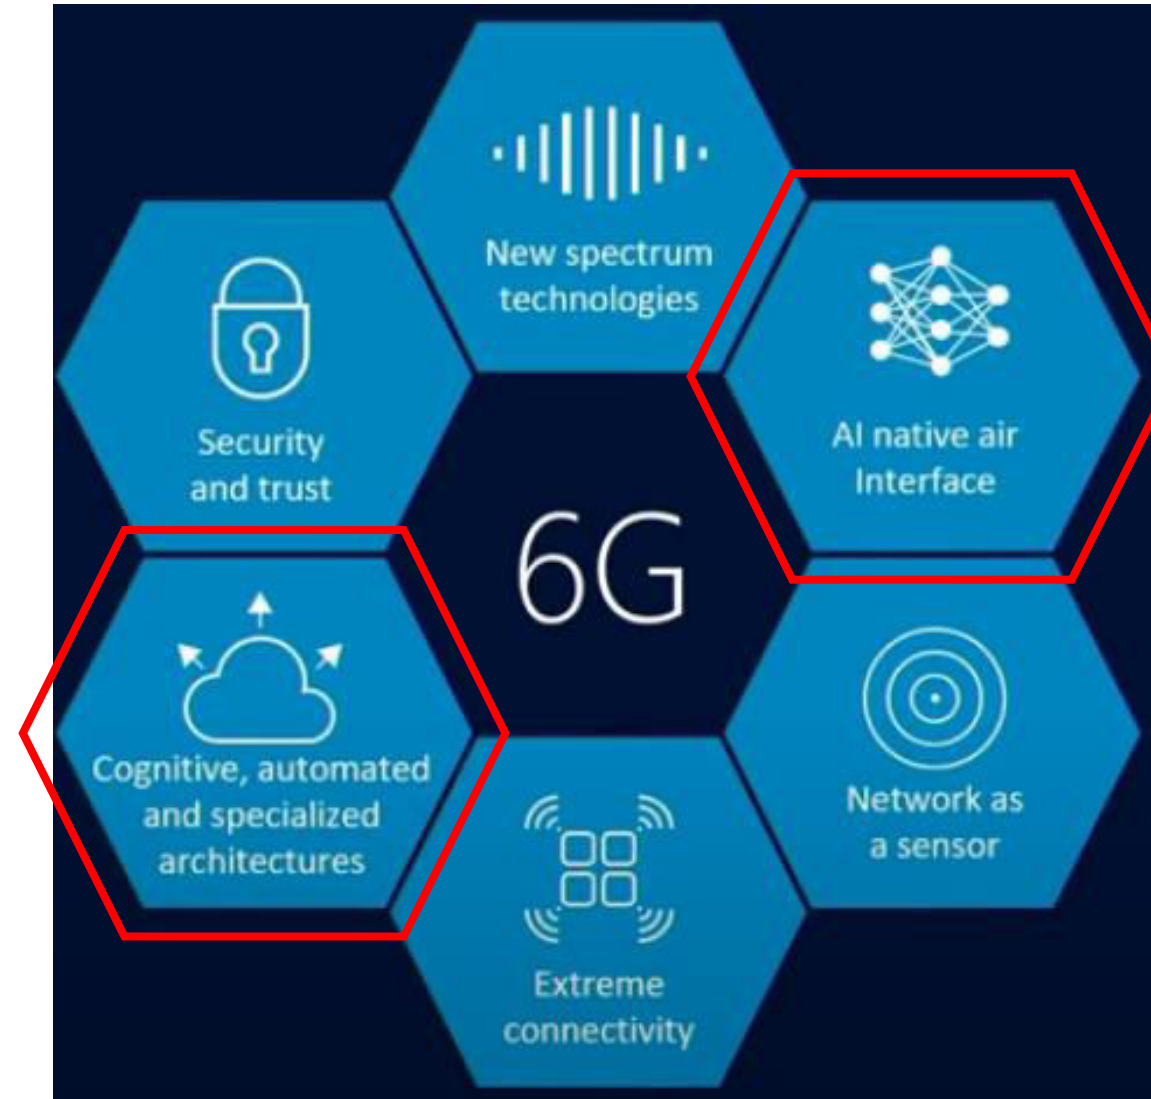 New spectrum
technologies
AI native air
Interface
Security
and trust
6G
Cognitive, automated
and specialized
architectures
Network as
a sensor
Extreme
connectivity